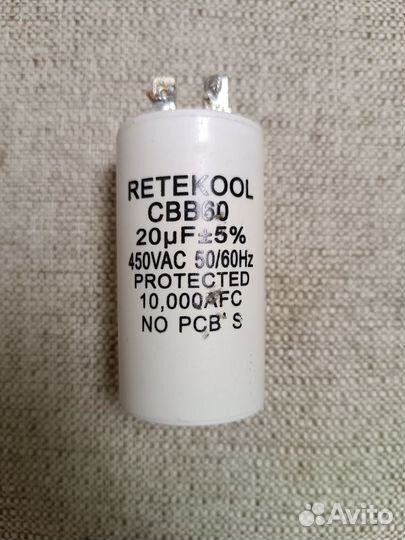 RETEKOOL
CBB60
20µF±5%
450VAC 50/60Hz
PROTECTED
10,000AFC
NO PCB'S
Avito